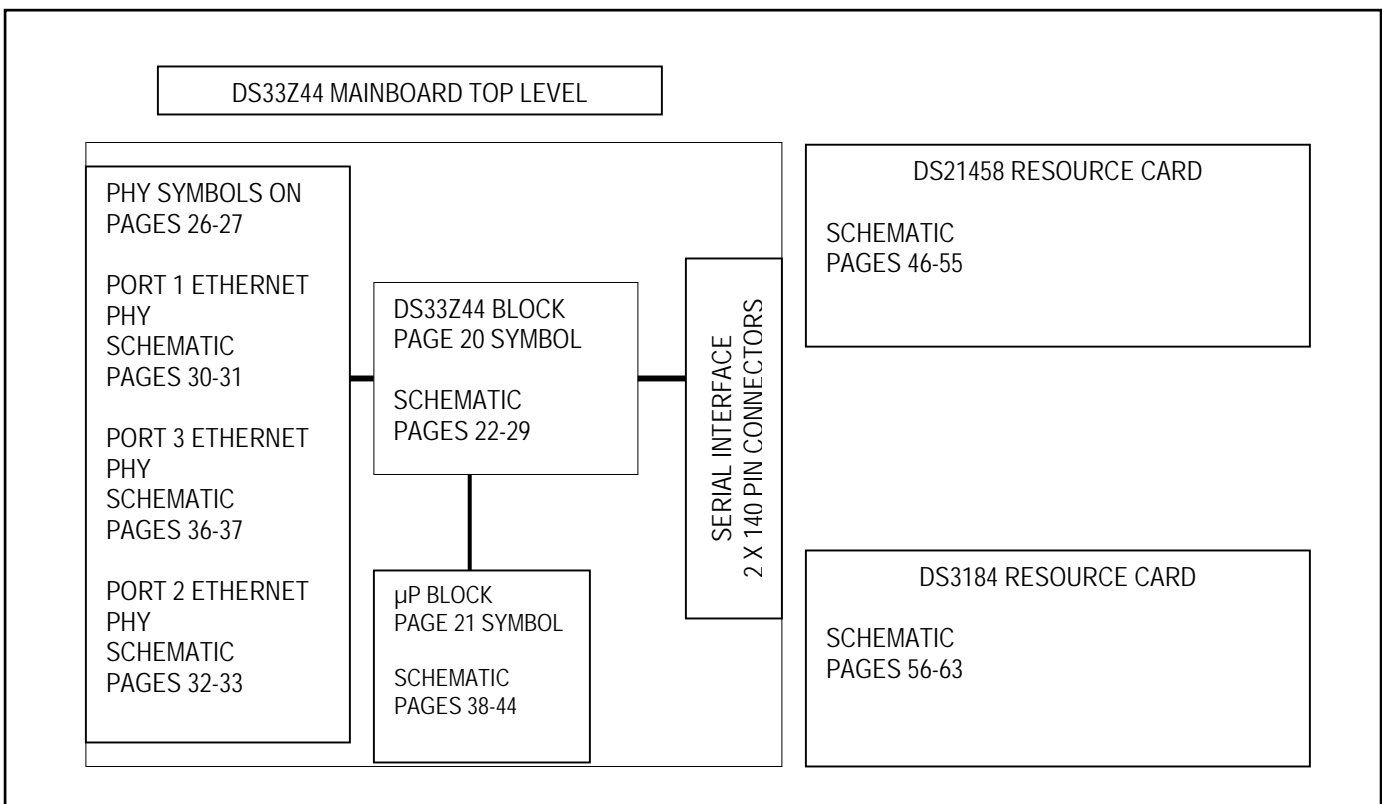 DS33Z44 MAINBOARD TOP LEVEL
PHY SYMBOLS ON
PAGES 26-27
PORT 1 ETHERNET
PHY
SCHEMATIC
PAGES 30-31
PORT 3 ETHERNET
PHY
SCHEMATIC
PAGES 36-37
PORT 2 ETHERNET
PHY
SCHEMATIC
PAGES 32-33
DS33Z44 BLOCK
PAGE 20 SYMBOL
SCHEMATIC
PAGES 22-29
µP BLOCK
PAGE 21 SYMBOL
SCHEMATIC
PAGES 38-44
SERIAL INTERFACE
2 X 140 PIN CONNECTORS
DS21458 RESOURCE CARD
SCHEMATIC
PAGES 46-55
DS3184 RESOURCE CARD
SCHEMATIC
PAGES 56-63